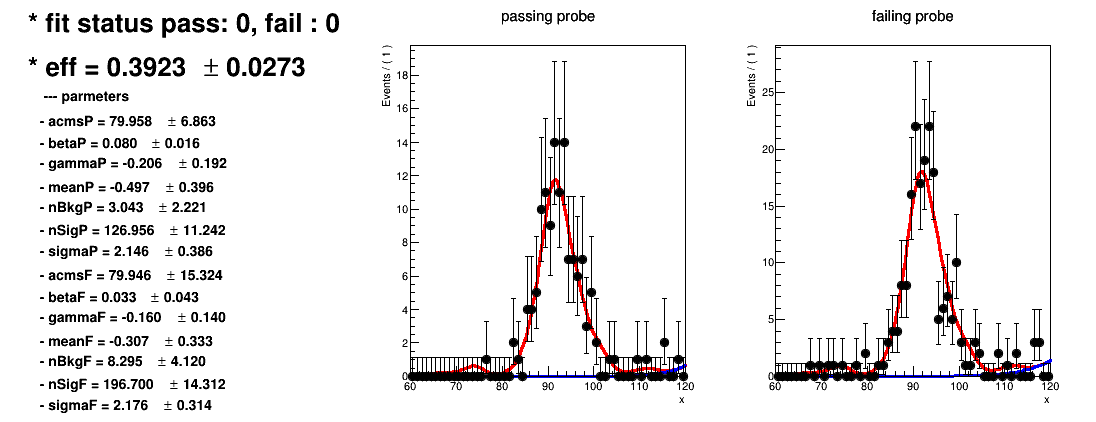 * fit status pass: 0, fail : 0
* eff = 0.3923 ± 0.0273
--- parmeters
- acmsP = 79.958 ± 6.863
- betaP = 0.080 ± 0.016
- gammaP = -0.206 ± 0.192
- meanP = -0.497 ± 0.396
- nBkgP = 3.043 ± 2.221
- nSigP = 126.956 ± 11.242
- sigmaP = 2.146 ± 0.386
- acmsF = 79.946 ± 15.324
- betaF = 0.033 ± 0.043
- gammaF = -0.160 ± 0.140
- meanF = -0.307 ± 0.333
- nBkgF = 8.295 ± 4.120
- nSigF = 196.700 ± 14.312
- sigmaF = 2.176 ± 0.314
passing probe
Events / ( 1 )
18
16
14
12
10
8
6
4
2
0
60 70 80 90 100 110 120
x
failing probe
Events / ( 1 )
25
20
15
10
5
0
60 70 80 90 100 110 120
x